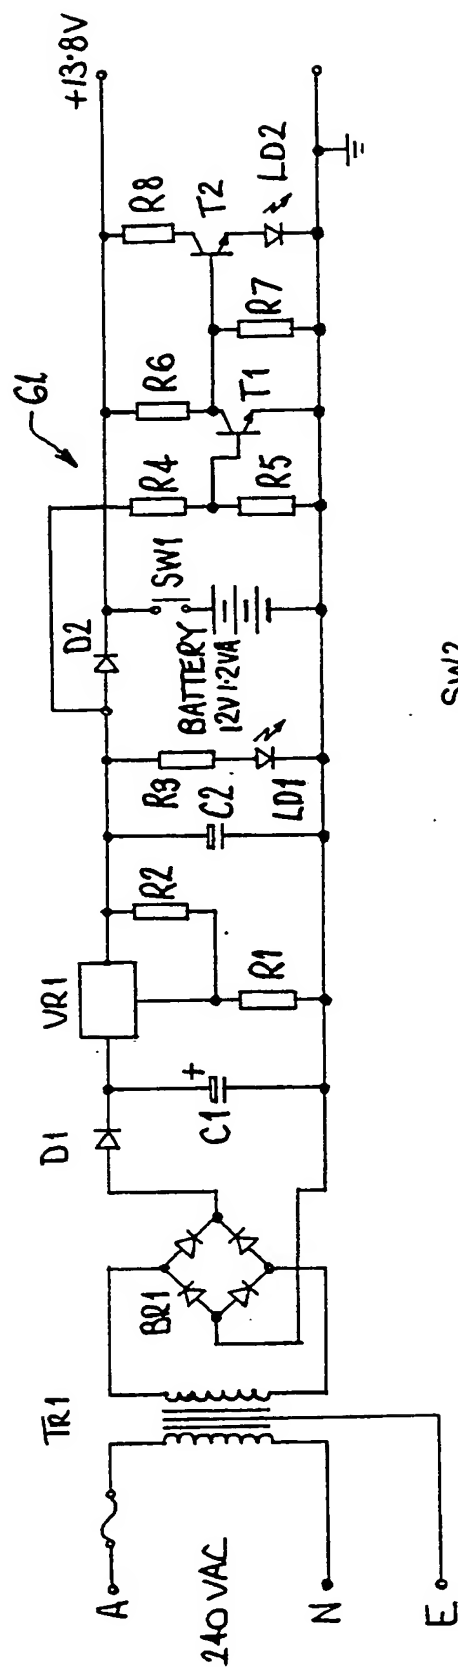 240 VAC
A
N
E
TR1
BR1
D1
C1
+
VR1
R1
R2
C2
R3
LD1
BATTERY
12V 1·2VA
D2
SW1
61
R4
R5
R6
T1
R7
R8
T2
LD2
+13·8V